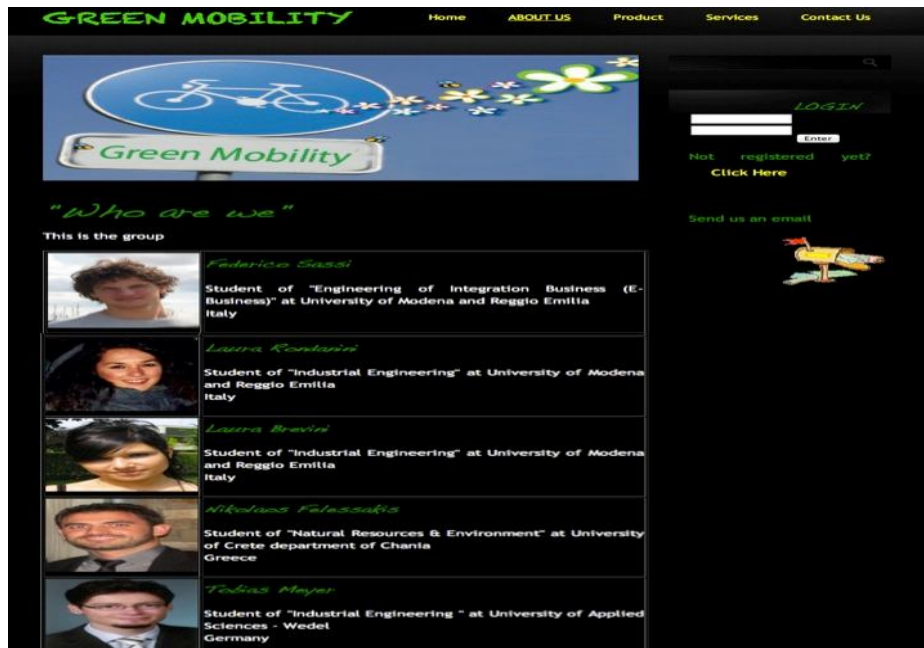 GREEN MOBILITY
Home ABOUT US Product Services Contact Us
Green Mobility
LOGIN
Enter
Not registered yet?
Click Here
Send us an email
"Who are we"
This is the group
Federico Sassi
Student of "Engineering of Integration Business (E-
Business)" at University of Modena and Reggio Emilia
Italy
Laura Rondanini
Student of "Industrial Engineering" at University of Modena
and Reggio Emilia
Italy
Laura Brevini
Student of "Industrial Engineering" at University of Modena
and Reggio Emilia
Italy
Nikolaos Felessakis
Student of "Natural Resources & Environment" at University
of Crete department of Chania
Greece
Tobias Meyer
Student of "Industrial Engineering " at University of Applied
Sciences - Wedel
Germany